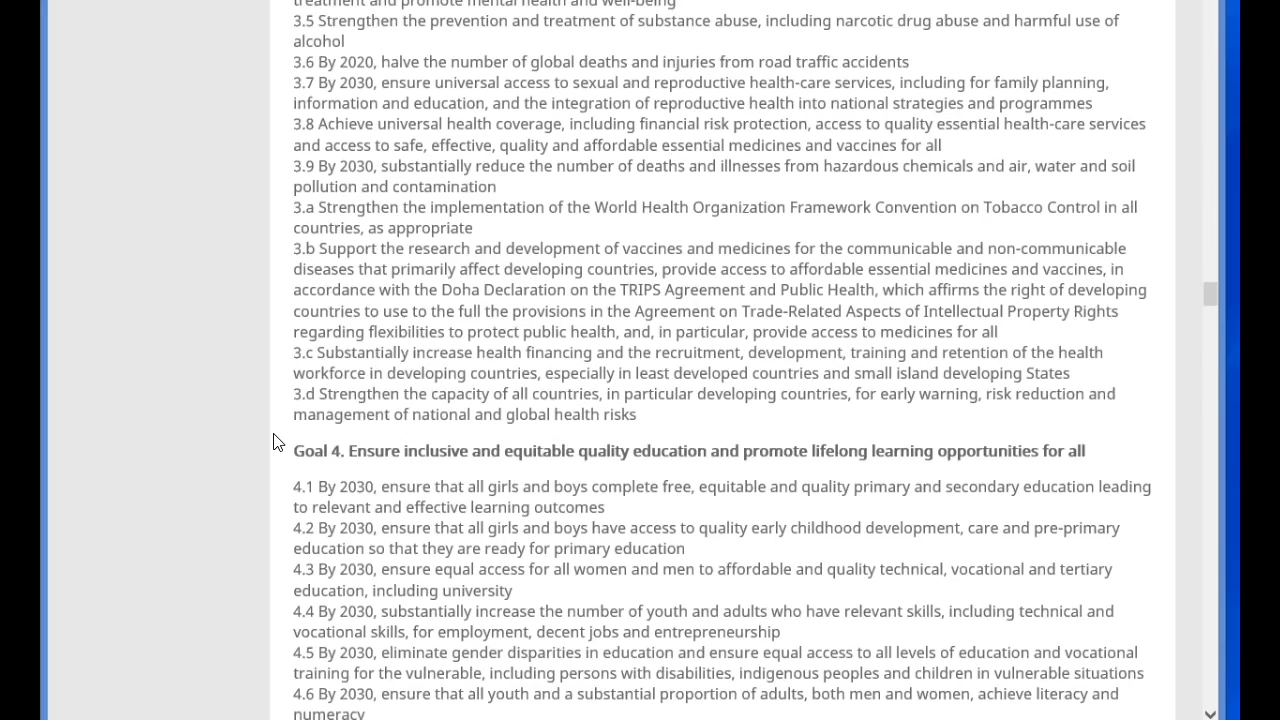 treatment and promote mental health and well-being
3.5 Strengthen the prevention and treatment of substance abuse, including narcotic drug abuse and harmful use of
alcohol
3.6 By 2020, halve the number of global deaths and injuries from road traffic accidents
3.7 By 2030, ensure universal access to sexual and reproductive health-care services, including for family planning,
information and education, and the integration of reproductive health into national strategies and programmes
3.8 Achieve universal health coverage, including financial risk protection, access to quality essential health-care services
and access to safe, effective, quality and affordable essential medicines and vaccines for all
3.9 By 2030, substantially reduce the number of deaths and illnesses from hazardous chemicals and air, water and soil
pollution and contamination
3.a Strengthen the implementation of the World Health Organization Framework Convention on Tobacco Control in all
countries, as appropriate
3.b Support the research and development of vaccines and medicines for the communicable and non-communicable
diseases that primarily affect developing countries, provide access to affordable essential medicines and vaccines, in
accordance with the Doha Declaration on the TRIPS Agreement and Public Health, which affirms the right of developing
countries to use to the full the provisions in the Agreement on Trade-Related Aspects of Intellectual Property Rights
regarding flexibilities to protect public health, and, in particular, provide access to medicines for all
3.c Substantially increase health financing and the recruitment, development, training and retention of the health
workforce in developing countries, especially in least developed countries and small island developing States
3.d Strengthen the capacity of all countries, in particular developing countries, for early warning, risk reduction and
management of national and global health risks
Goal 4. Ensure inclusive and equitable quality education and promote lifelong learning opportunities for all
4.1 By 2030, ensure that all girls and boys complete free, equitable and quality primary and secondary education leading
to relevant and effective learning outcomes
4.2 By 2030, ensure that all girls and boys have access to quality early childhood development, care and pre-primary
education so that they are ready for primary education
4.3 By 2030, ensure equal access for all women and men to affordable and quality technical, vocational and tertiary
education, including university
4.4 By 2030, substantially increase the number of youth and adults who have relevant skills, including technical and
vocational skills, for employment, decent jobs and entrepreneurship
4.5 By 2030, eliminate gender disparities in education and ensure equal access to all levels of education and vocational
training for the vulnerable, including persons with disabilities, indigenous peoples and children in vulnerable situations
4.6 By 2030, ensure that all youth and a substantial proportion of adults, both men and women, achieve literacy and
numeracy